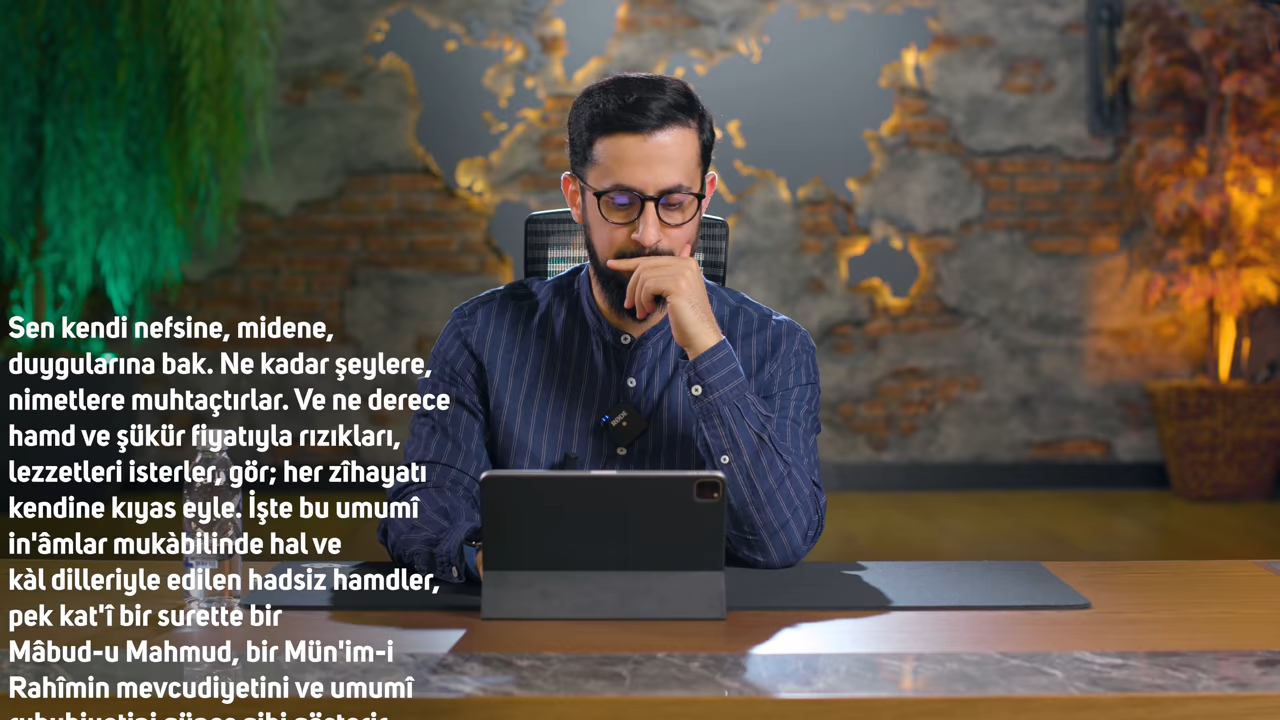 Sen kendi nefsine, midene,
duygularına bak. Ne kadar şeylere,
nimetlere muhtaçtırlar. Ve ne derece
hamd ve şükür fiyatıyla rızıkları,
lezzetleri isterler, gör; her zîhayatı
kendine kıyas eyle. İşte bu umumî
in'âmlar mukàbilinde hal ve
kàl dilleriyle edilen hadsiz hamdler,
pek kat'î bir surette bir
Mâbud-u Mahmud, bir Mün'im-i
Rahîmin mevcudiyetini ve umumî
RODE